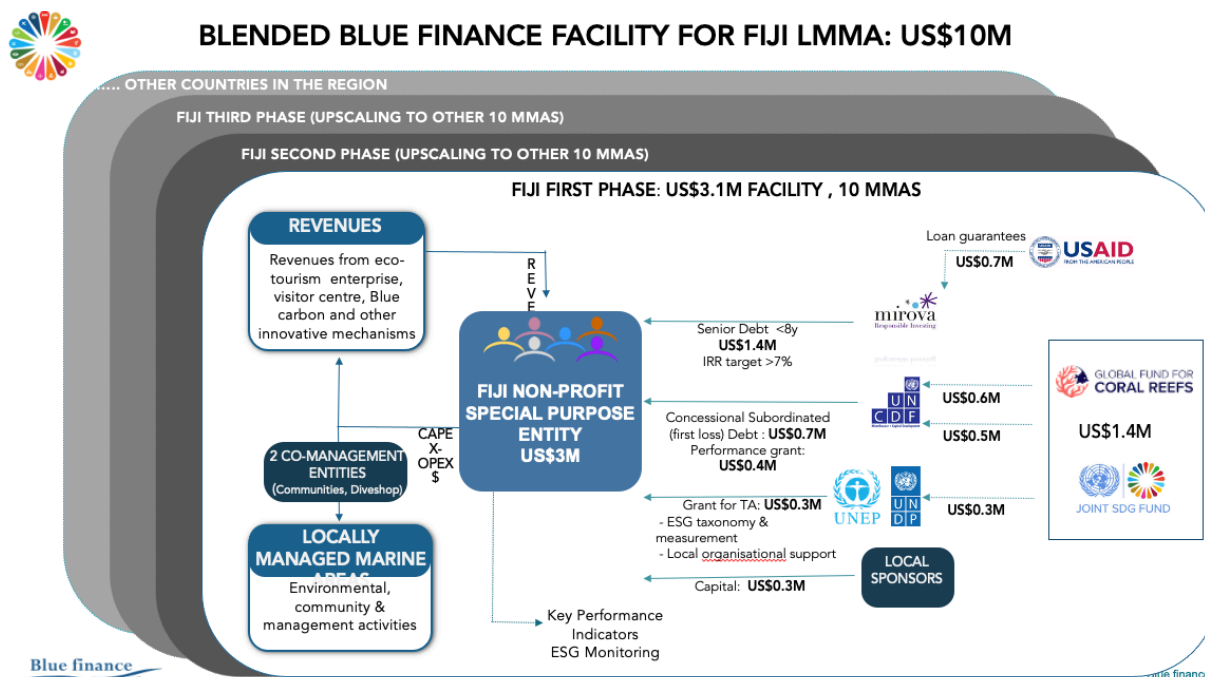 BLENDED BLUE FINANCE FACILITY FOR FIJI LMMA: US$10M
..... OTHER COUNTRIES IN THE REGION
FIJI THIRD PHASE (UPSCALING TO OTHER 10 MMAS)
FIJI SECOND PHASE (UPSCALING TO OTHER 10 MMAS)
FIJI FIRST PHASE: US$3.1M FACILITY , 10 MMAS
REVENUES
Revenues from eco-
tourism enterprise,
visitor centre, Blue
carbon and other
innovative mechanisms
R
E
V
E
FIJI NON-PROFIT
SPECIAL PURPOSE
ENTITY
US$3M
CAPE
X-
OPEX
$
2 CO-MANAGEMENT
ENTITIES
(Communities, Diveshop)
LOCALLY
MANAGED MARINE
AREAS
Environmental,
community &
management activities
Key Performance
Indicators
ESG Monitoring
Loan guarantees
US$0.7M
USAID
FROM THE AMERICAN PEOPLE
mirova
Responsible Investing
Senior Debt <8y
US$1.4M
IRR target >7%
UN
CDF
US$0.6M
US$0.5M
Concessional Subordinated
(first loss) Debt : US$0.7M
Performance grant:
US$0.4M
GLOBAL FUND FOR
CORAL REEFS
US$1.4M
JOINT SDG FUND
UNEP
UN
DP
US$0.3M
Grant for TA: US$0.3M
- ESG taxonomy &
measurement
- Local organisational support
LOCAL
SPONSORS
Capital: US$0.3M
Blue finance
Blue finance